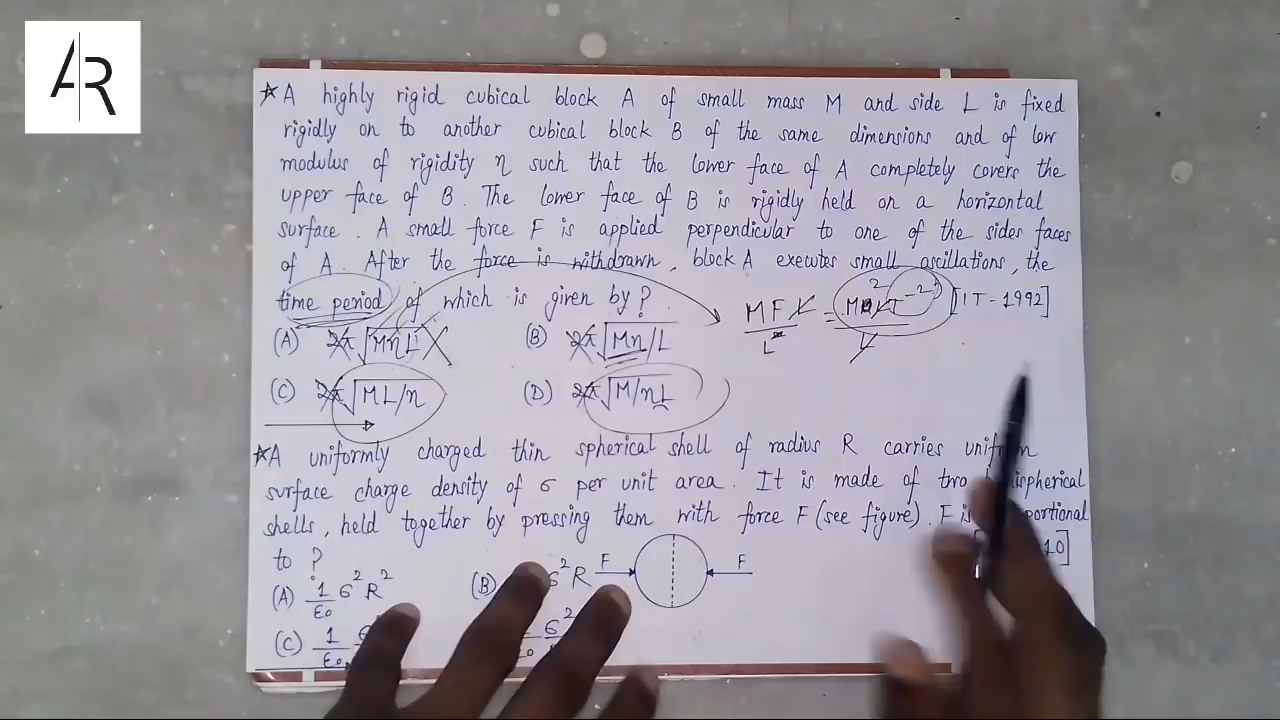 AR
★A highly rigid cubical block A of small mass M and side L is fixed
rigidly on to another cubical block B of the same dimensions and of low
modulus of rigidity η such that the lower face of A completely covers the
upper face of B. The lower face of B is rigidly held on a horizontal
surface. A small force F is applied perpendicular to one of the sides faces
of A. After the force is withdrawn, block A executes small oscillations, the
time period of which is given by? [IIT-1992]
(A) 2π√MηL (B) 2π√Mη/L
(C) 2π√ML/η (D) 2π√M/ηL
★A uniformly charged thin spherical shell of radius R carries uniform
surface charge density of σ per unit area. It is made of two
shells, held together by pressing them with force F (see figure). F is
to ?
F F
(A) 1/ε₀ σ²R² (B) σ²R
(C) 1/ε₀